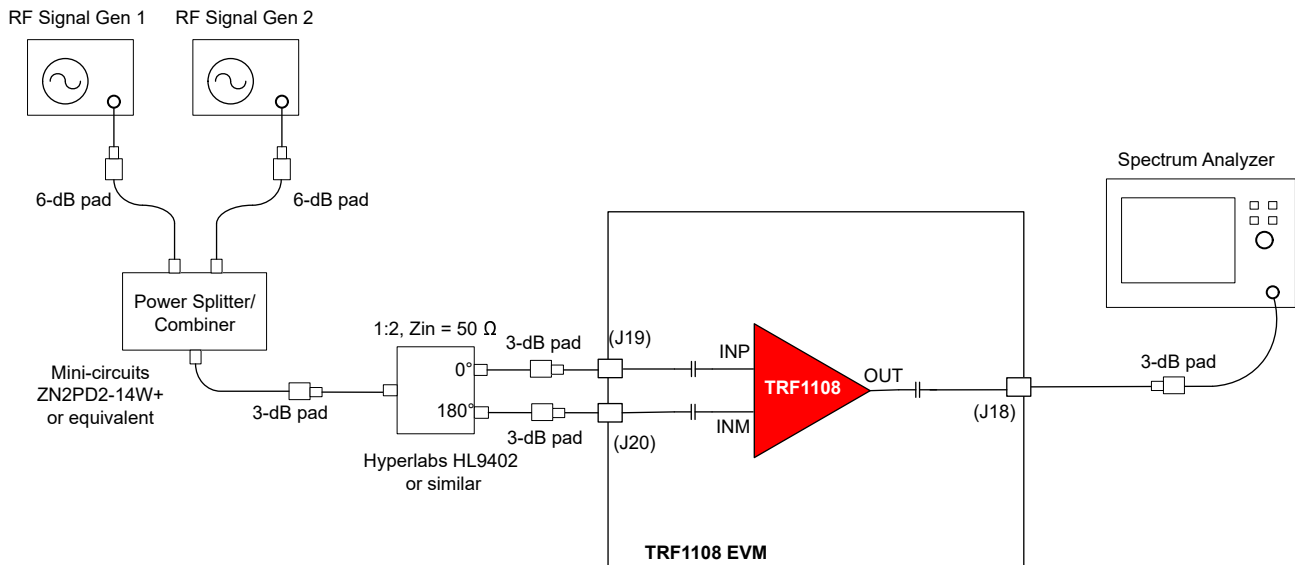 RF Signal Gen 1
RF Signal Gen 2
Spectrum Analyzer
6-dB pad
6-dB pad
Power Splitter/
Combiner
Mini-circuits
ZN2PD2-14W+
or equivalent
3-dB pad
1:2, Zin = 50 Ω
0°
180°
Hyperlabs HL9402
or similar
3-dB pad
3-dB pad
(J19)
(J20)
INP
INM
TRF1108
OUT
(J18)
3-dB pad
TRF1108 EVM